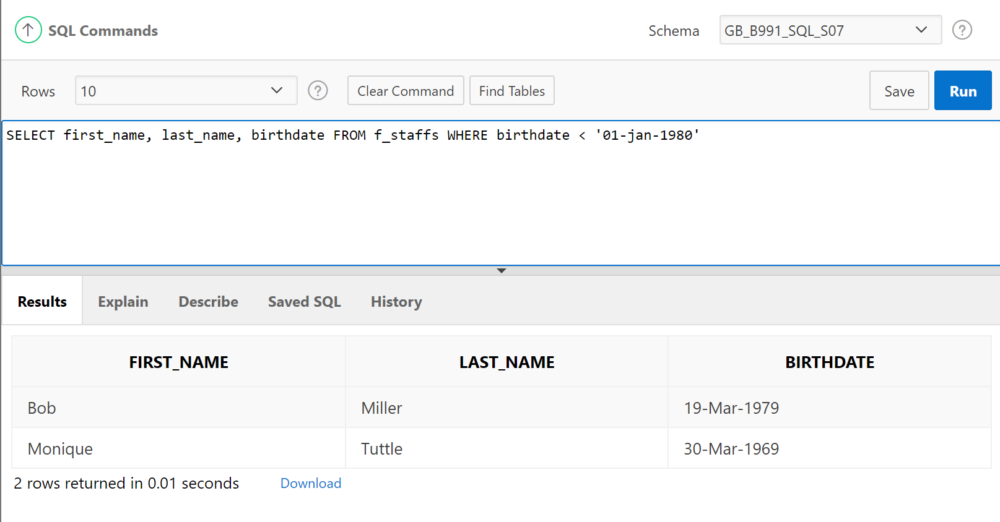 SQL Commands
Schema GB_B991_SQL_S07 ?
Rows 10 ? Clear Command Find Tables Save Run
SELECT first_name, last_name, birthdate FROM f_staffs WHERE birthdate < '01-jan-1980'
Results Explain Describe Saved SQL History
FIRST_NAME LAST_NAME BIRTHDATE
Bob Miller 19-Mar-1979
Monique Tuttle 30-Mar-1969
2 rows returned in 0.01 seconds Download